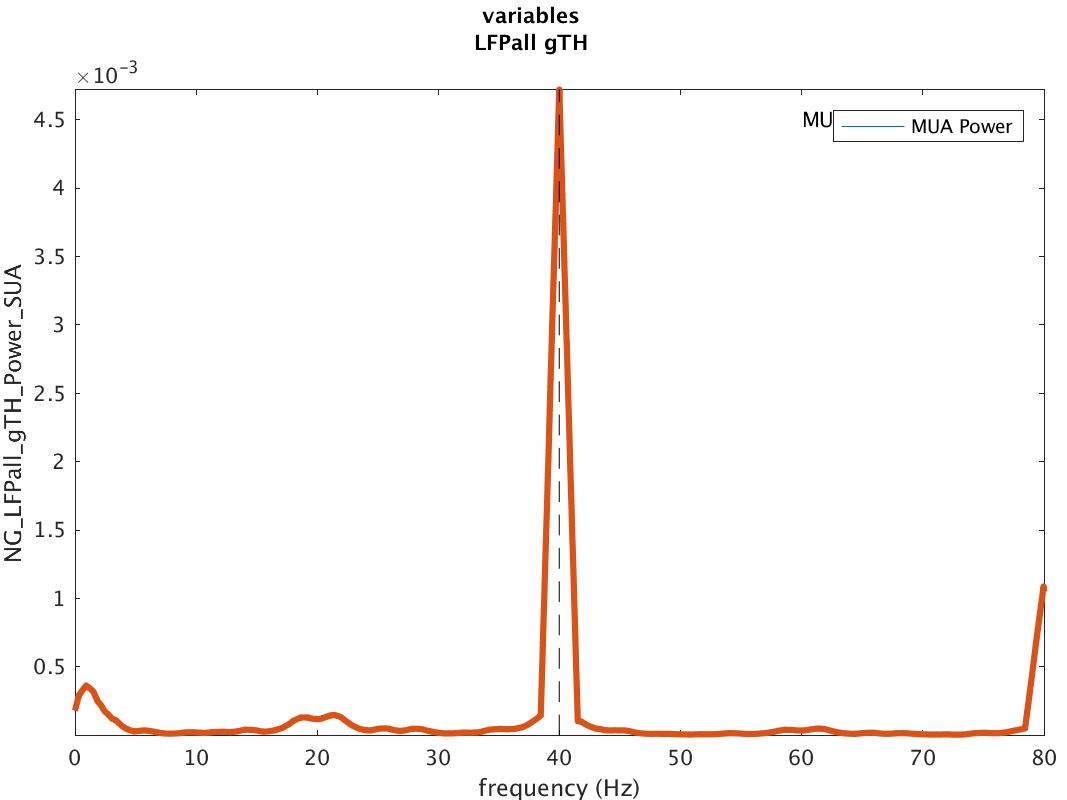 variables
LFPall gTH
×10⁻³
4.5
4
3.5
3
2.5
2
1.5
1
0.5
0 10 20 30 40 50 60 70 80
frequency (Hz)
NG_LFPall_gTH_Power_SUA
MU
MUA Power